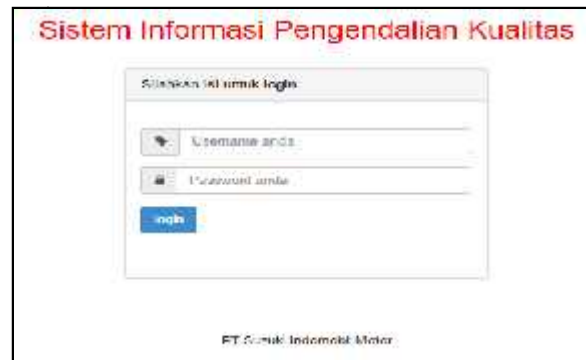 Sistem Informasi Pengendalian Kualitas
Silahkan isi untuk login
Username anda
Password anda
login
PT Suzuki Indomobil Motor